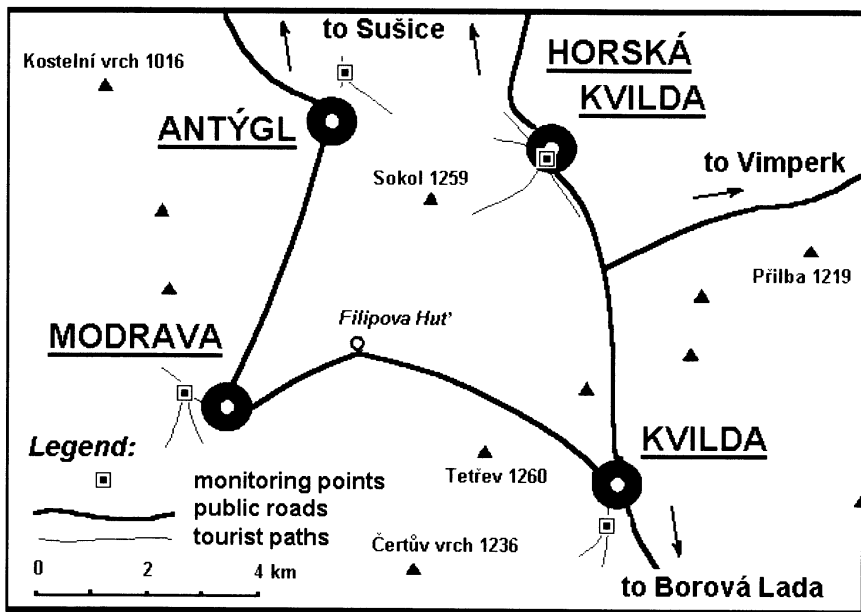 to Sušice
Kostelní vrch 1016
HORSKÁ
KVILDA
ANTÝGL
to Vimperk
Sokol 1259
Přilba 1219
Filipova Huť
MODRAVA
Legend:
monitoring points
public roads
tourist paths
0 2 4 km
KVILDA
Tetřev 1260
Čertův vrch 1236
to Borová Lada